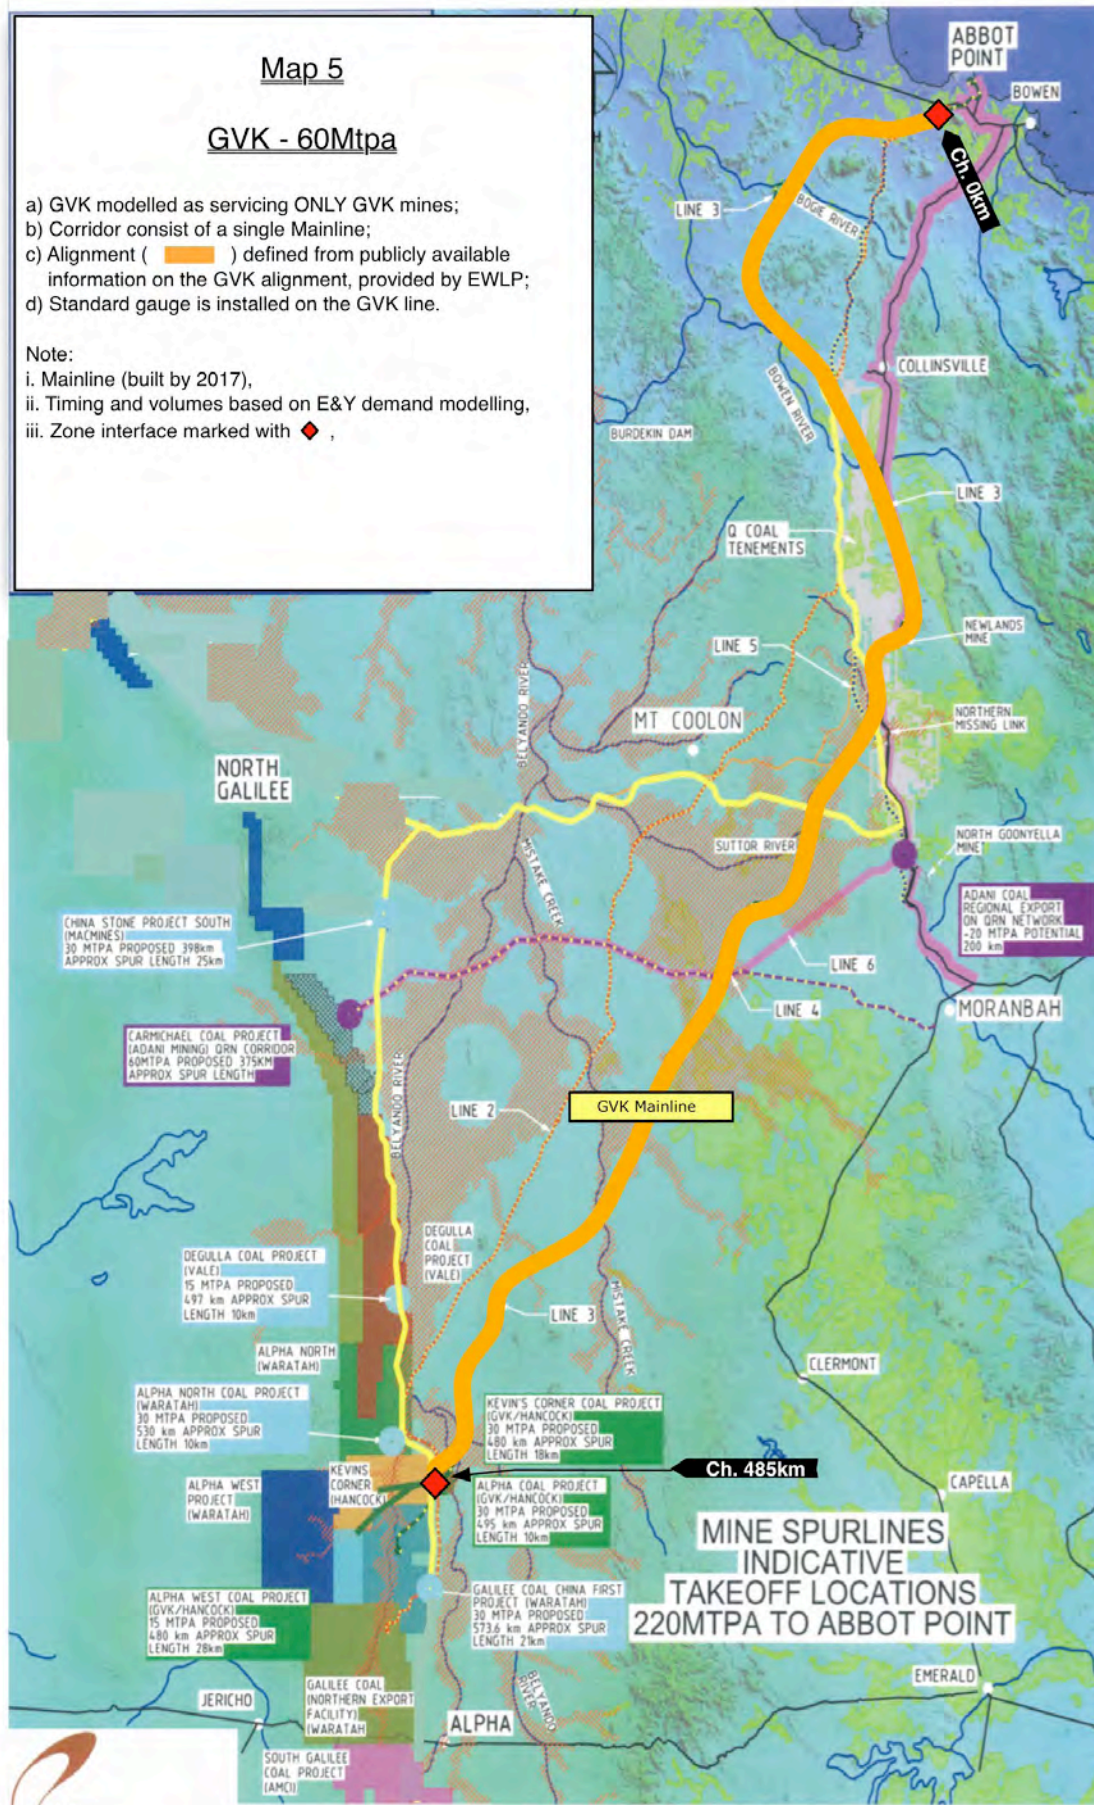 Map 5
GVK - 60Mtpa
a) GVK modelled as servicing ONLY GVK mines;
b) Corridor consist of a single Mainline;
c) Alignment ( ) defined from publicly available
information on the GVK alignment, provided by EWLP;
d) Standard gauge is installed on the GVK line.
Note:
i. Mainline (built by 2017),
ii. Timing and volumes based on E&Y demand modelling,
iii. Zone interface marked with ,
ABBOT
POINT
BOWEN
Ch. 0km
LINE 3
BOGIE RIVER
COLLINSVILLE
BOWEN RIVER
BURDEKIN DAM
LINE 3
Q COAL
TENEMENTS
NEWLANDS
MINE
LINE 5
BELYANDO RIVER
MT COOLON
NORTHERN
MISSING LINK
NORTH
GALILEE
SUTTOR RIVER
NORTH GOONYELLA
MINE
MISTAKE CREEK
ADANI COAL
REGIONAL EXPORT
ON QRN NETWORK
~20 MTPA POTENTIAL
200 km
CHINA STONE PROJECT SOUTH
(MACMINES)
30 MTPA PROPOSED 398km
APPROX SPUR LENGTH 25km
LINE 6
LINE 4
MORANBAH
CARMICHAEL COAL PROJECT
(ADANI MINING) QRN CORRIDOR
60MTPA PROPOSED 375KM
APPROX SPUR LENGTH
BELYANDO RIVER
LINE 2
GVK Mainline
DEGULLA
COAL
PROJECT
(VALE)
DEGULLA COAL PROJECT
(VALE)
15 MTPA PROPOSED
497 km APPROX SPUR
LENGTH 10km
LINE 3
MISTAKE CREEK
ALPHA NORTH
(WARATAH)
CLERMONT
ALPHA NORTH COAL PROJECT
(WARATAH)
30 MTPA PROPOSED
530 km APPROX SPUR
LENGTH 10km
KEVIN'S CORNER COAL PROJECT
(GVK/HANCOCK)
30 MTPA PROPOSED
480 km APPROX SPUR
LENGTH 18km
KEVINS
CORNER
(HANCOCK)
Ch. 485km
ALPHA WEST
PROJECT
(WARATAH)
ALPHA COAL PROJECT
(GVK/HANCOCK)
30 MTPA PROPOSED
495 km APPROX SPUR
LENGTH 10km
CAPELLA
MINE SPURLINES
INDICATIVE
TAKEOFF LOCATIONS
220MTPA TO ABBOT POINT
ALPHA WEST COAL PROJECT
(GVK/HANCOCK)
15 MTPA PROPOSED
480 km APPROX SPUR
LENGTH 28km
GALILEE COAL CHINA FIRST
PROJECT (WARATAH)
30 MTPA PROPOSED
573.6 km APPROX SPUR
LENGTH 21km
EMERALD
BELYANDO
RIVER
JERICHO
GALILEE COAL
(NORTHERN EXPORT
FACILITY)
(WARATAH
ALPHA
SOUTH GALILEE
COAL PROJECT
(AMCI)